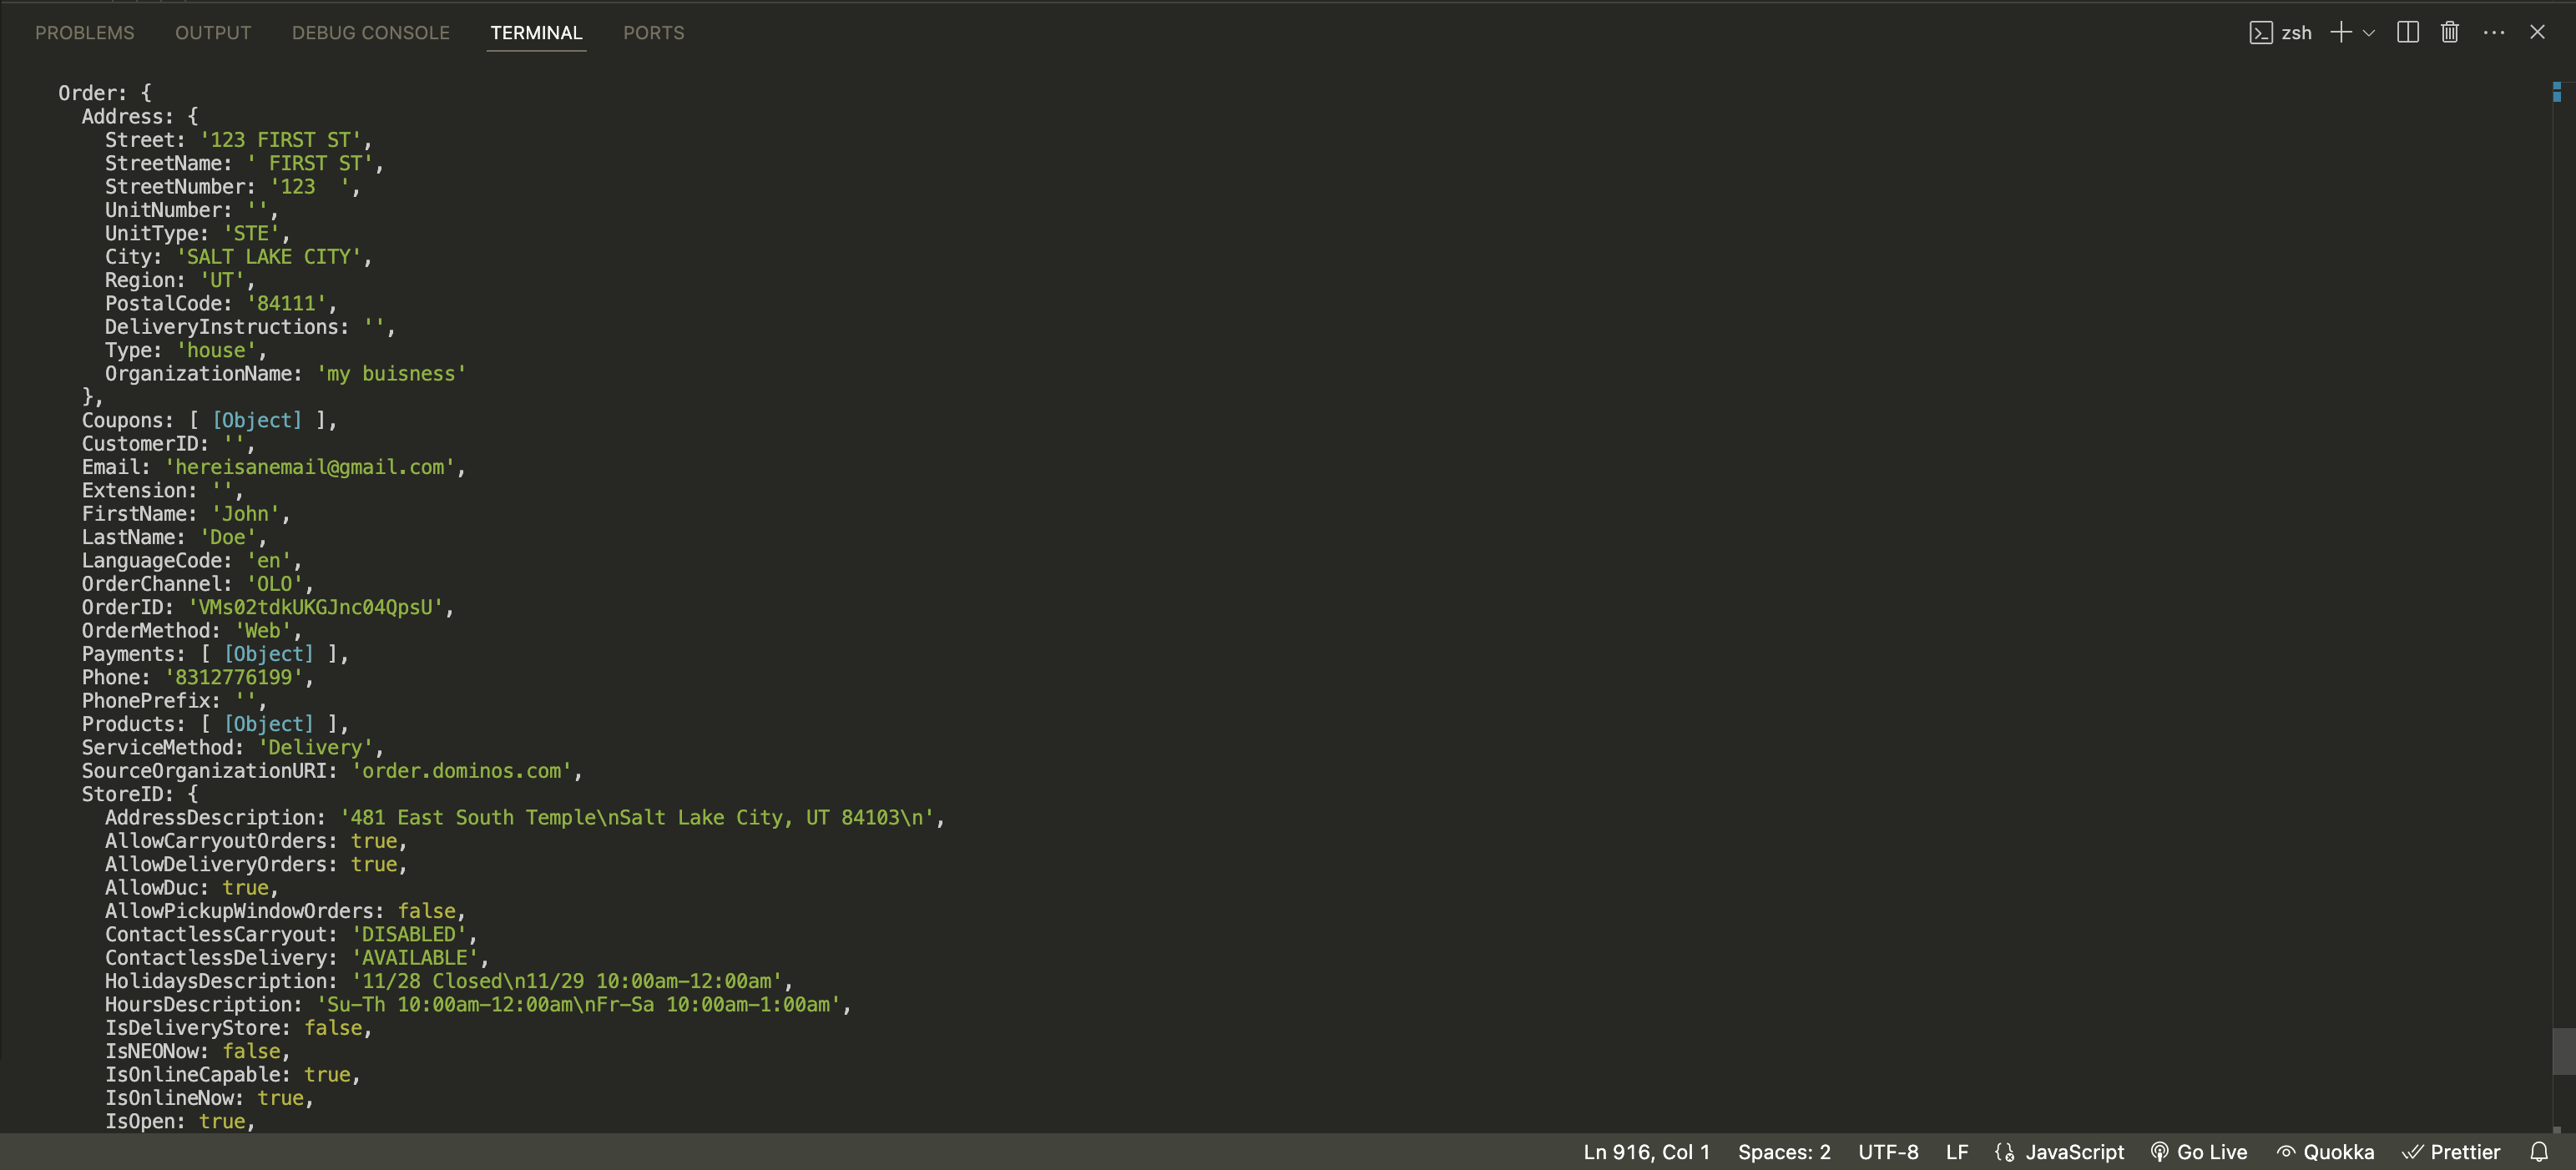 PROBLEMS OUTPUT DEBUG CONSOLE TERMINAL PORTS zsh
Order: {
Address: {
Street: '123 FIRST ST',
StreetName: ' FIRST ST',
StreetNumber: '123  ',
UnitNumber: '',
UnitType: 'STE',
City: 'SALT LAKE CITY',
Region: 'UT',
PostalCode: '84111',
DeliveryInstructions: '',
Type: 'house',
OrganizationName: 'my buisness'
},
Coupons: [ [Object] ],
CustomerID: '',
Email: 'hereisanemail@gmail.com',
Extension: '',
FirstName: 'John',
LastName: 'Doe',
LanguageCode: 'en',
OrderChannel: 'OLO',
OrderID: 'VMs02tdkUKGJnc04QpsU',
OrderMethod: 'Web',
Payments: [ [Object] ],
Phone: '8312776199',
PhonePrefix: '',
Products: [ [Object] ],
ServiceMethod: 'Delivery',
SourceOrganizationURI: 'order.dominos.com',
StoreID: {
AddressDescription: '481 East South Temple\nSalt Lake City, UT 84103\n',
AllowCarryoutOrders: true,
AllowDeliveryOrders: true,
AllowDuc: true,
AllowPickupWindowOrders: false,
ContactlessCarryout: 'DISABLED',
ContactlessDelivery: 'AVAILABLE',
HolidaysDescription: '11/28 Closed\n11/29 10:00am-12:00am',
HoursDescription: 'Su-Th 10:00am-12:00am\nFr-Sa 10:00am-1:00am',
IsDeliveryStore: false,
IsNEONow: false,
IsOnlineCapable: true,
IsOnlineNow: true,
IsOpen: true,
Ln 916, Col 1 Spaces: 2 UTF-8 LF JavaScript Go Live Quokka Prettier